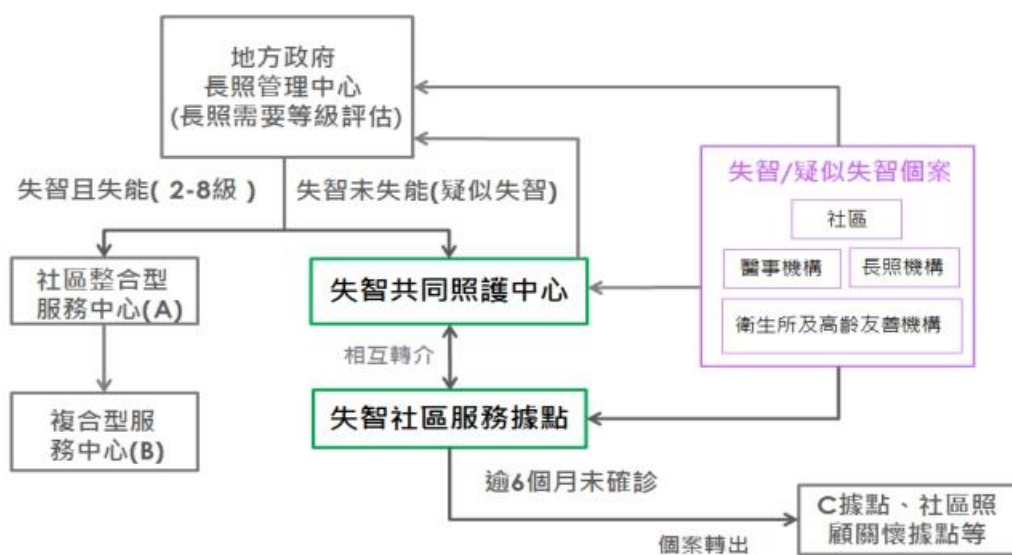 地方政府
長照管理中心
(長照需要等級評估)
失智且失能( 2-8級 )
失智未失能(疑似失智)
失智/疑似失智個案
社區
醫事機構
長照機構
衛生所及高齡友善機構
社區整合型
服務中心(A)
失智共同照護中心
相互轉介
複合型服
務中心(B)
失智社區服務據點
逾6個月未確診
個案轉出
C據點、社區照
顧關懷據點等